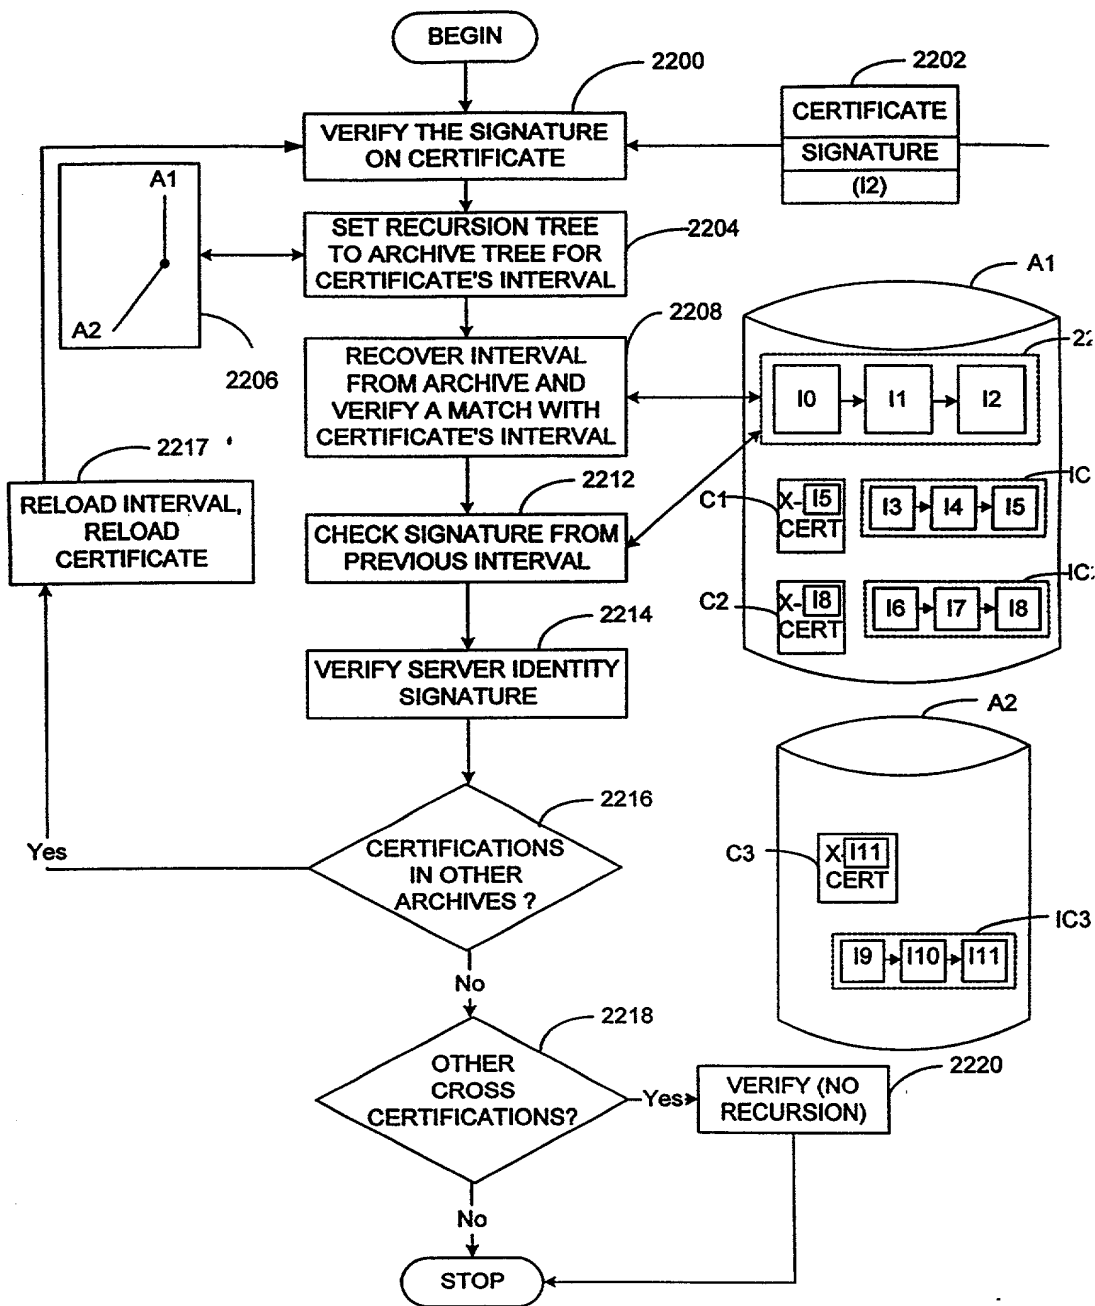 BEGIN
2200
2202
VERIFY THE SIGNATURE
ON CERTIFICATE
CERTIFICATE
SIGNATURE
(I2)
A1
A2
2206
SET RECURSION TREE
TO ARCHIVE TREE FOR
CERTIFICATE'S INTERVAL
2204
2208
RECOVER INTERVAL
FROM ARCHIVE AND
VERIFY A MATCH WITH
CERTIFICATE'S INTERVAL
A1
I0
I1
I2
2217
RELOAD INTERVAL,
RELOAD
CERTIFICATE
2212
CHECK SIGNATURE FROM
PREVIOUS INTERVAL
C1
X-I5
CERT
I3
I4
I5
C2
X-I8
CERT
I6
I7
I8
2214
VERIFY SERVER IDENTITY
SIGNATURE
A2
2216
CERTIFICATIONS
IN OTHER
ARCHIVES ?
Yes
No
C3
X-I11
CERT
IC3
I9
I10
I11
2218
OTHER
CROSS
CERTIFICATIONS?
Yes
2220
VERIFY (NO
RECURSION)
No
STOP